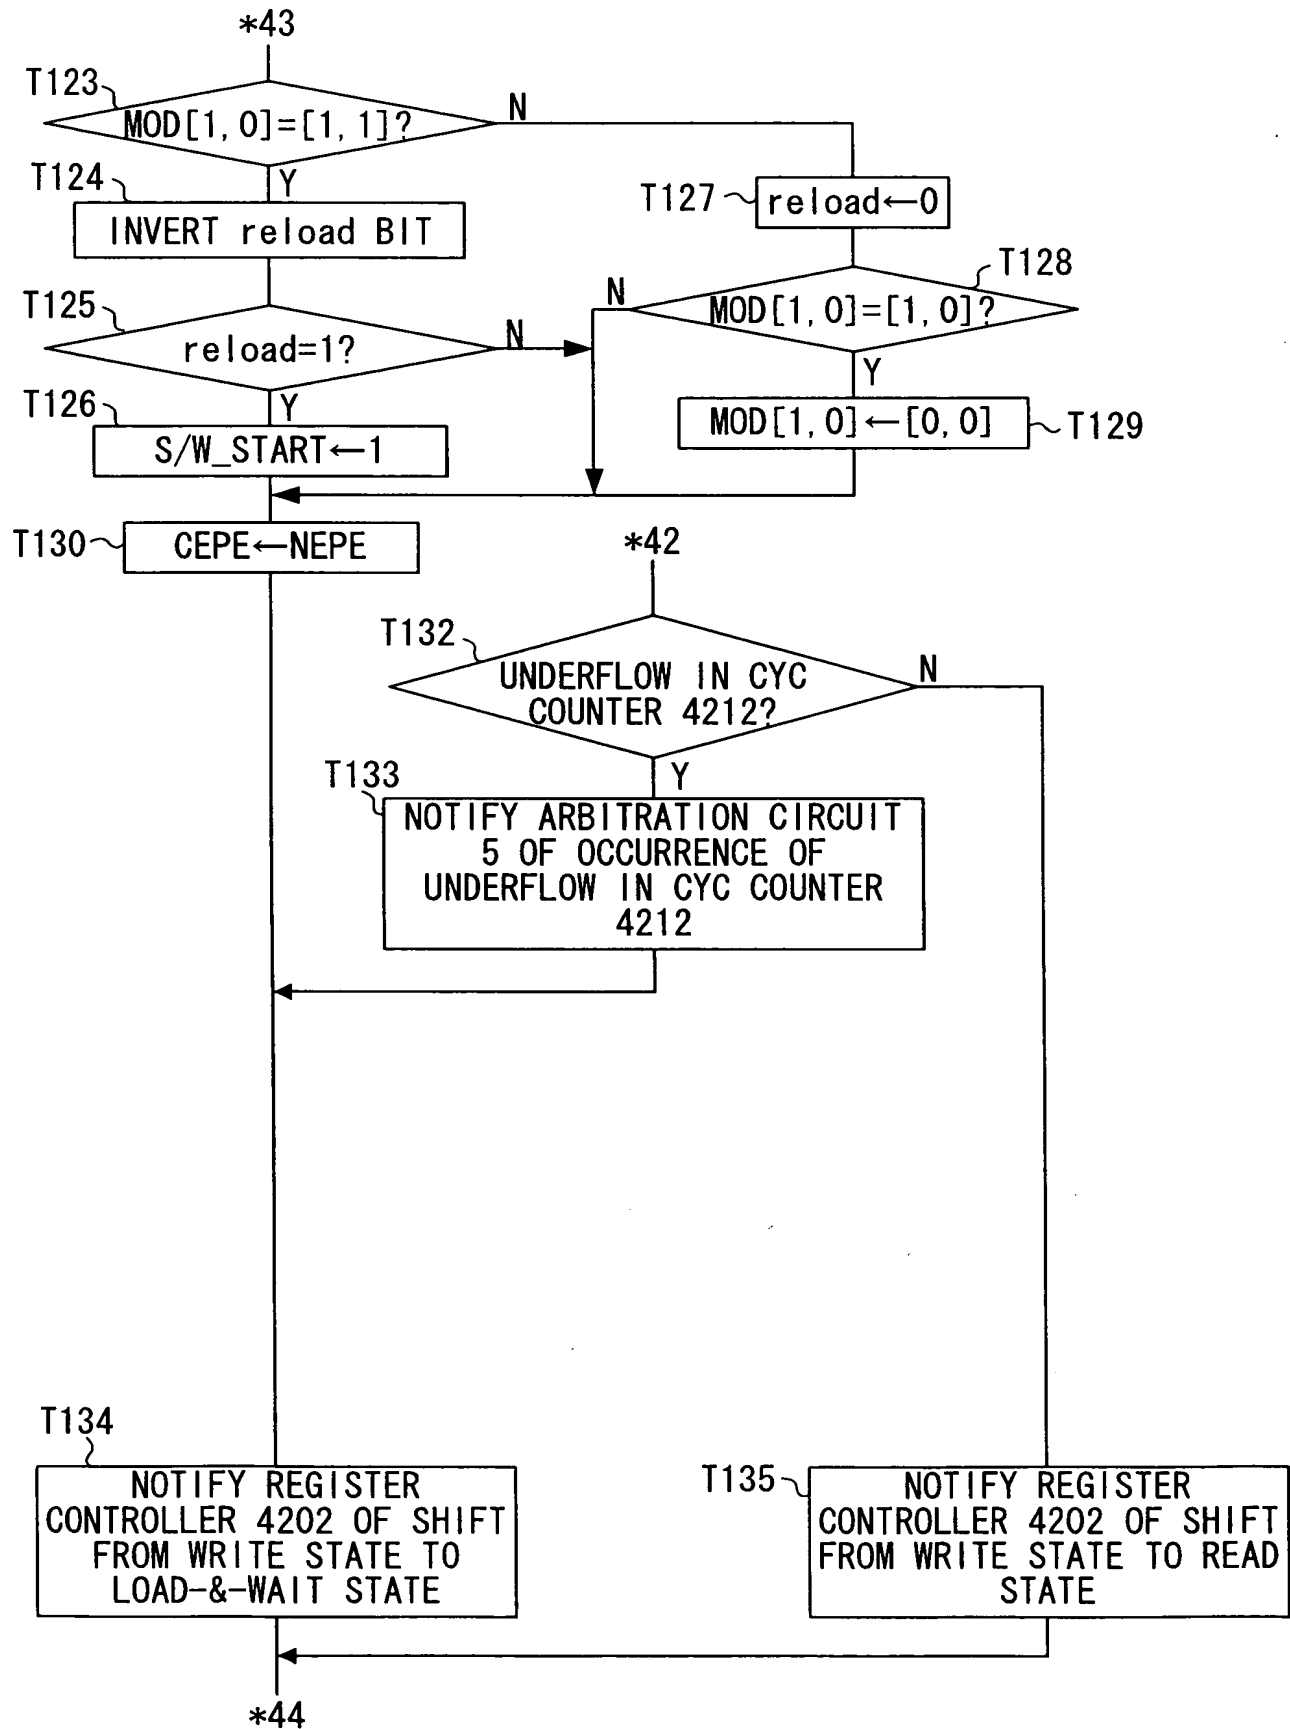 *43
T123
MOD[1,0]=[1,1]?
N
Y
T124
INVERT reload BIT
T127
reload←0
T125
reload=1?
N
Y
T128
MOD[1,0]=[1,0]?
N
Y
T126
S/W_START←1
MOD[1,0]←[0,0]
T129
T130
CEPE←NEPE
*42
T132
UNDERFLOW IN CYC
COUNTER 4212?
N
Y
T133
NOTIFY ARBITRATION CIRCUIT
5 OF OCCURRENCE OF
UNDERFLOW IN CYC COUNTER
4212
T134
NOTIFY REGISTER
CONTROLLER 4202 OF SHIFT
FROM WRITE STATE TO
LOAD-&-WAIT STATE
T135
NOTIFY REGISTER
CONTROLLER 4202 OF SHIFT
FROM WRITE STATE TO READ
STATE
*44